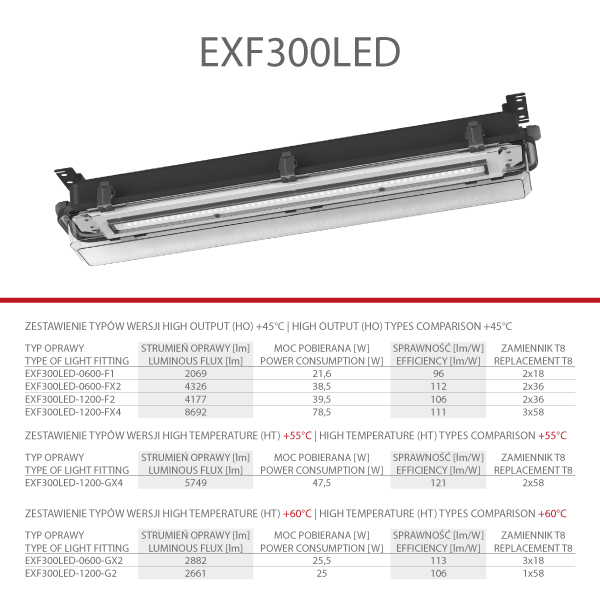 EXF300LED
ZESTAWIENIE TYPÓW WERSJI HIGH OUTPUT (HO) +45°C | HIGH OUTPUT (HO) TYPES COMPARISON +45°C
TYP OPRAWY STRUMIEŃ OPRAWY [lm] MOC POBIERANA [W] SPRAWNOŚĆ [lm/W] ZAMIENNIK T8
TYPE OF LIGHT FITTING LUMINOUS FLUX [lm] POWER CONSUMPTION [W] EFFICIENCY [lm/W] REPLACEMENT T8
EXF300LED-0600-F1 2069 21,6 96 2x18
EXF300LED-0600-FX2 4326 38,5 112 2x36
EXF300LED-1200-F2 4177 39,5 106 2x36
EXF300LED-1200-FX4 8692 78,5 111 3x58
ZESTAWIENIE TYPÓW WERSJI HIGH TEMPERATURE (HT) +55°C | HIGH TEMPERATURE (HT) TYPES COMPARISON +55°C
TYP OPRAWY STRUMIEŃ OPRAWY [lm] MOC POBIERANA [W] SPRAWNOŚĆ [lm/W] ZAMIENNIK T8
TYPE OF LIGHT FITTING LUMINOUS FLUX [lm] POWER CONSUMPTION [W] EFFICIENCY [lm/W] REPLACEMENT T8
EXF300LED-1200-GX4 5749 47,5 121 2x58
ZESTAWIENIE TYPÓW WERSJI HIGH TEMPERATURE (HT) +60°C | HIGH TEMPERATURE (HT) TYPES COMPARISON +60°C
TYP OPRAWY STRUMIEŃ OPRAWY [lm] MOC POBIERANA [W] SPRAWNOŚĆ [lm/W] ZAMIENNIK T8
TYPE OF LIGHT FITTING LUMINOUS FLUX [lm] POWER CONSUMPTION [W] EFFICIENCY [lm/W] REPLACEMENT T8
EXF300LED-0600-GX2 2882 25,5 113 3x18
EXF300LED-1200-G2 2661 25 106 1x58